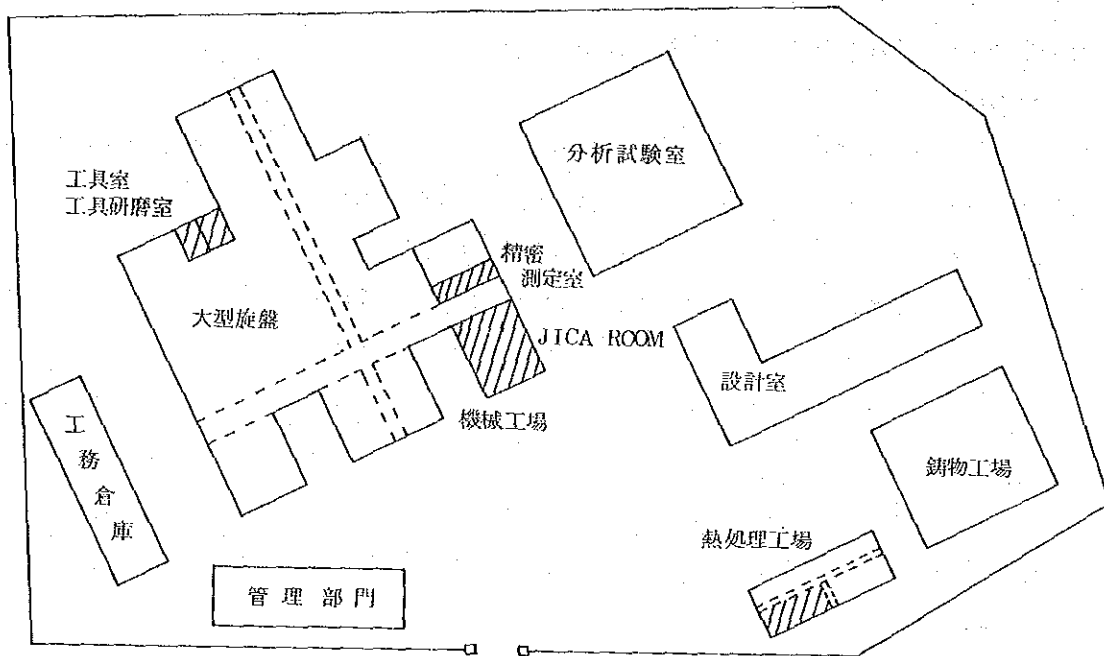 分析試験室
工具室
工具研磨室
精密
測定室
大型旋盤
JICA ROOM
設計室
機械工場
工務倉庫
鋳物工場
熱処理工場
管理部門